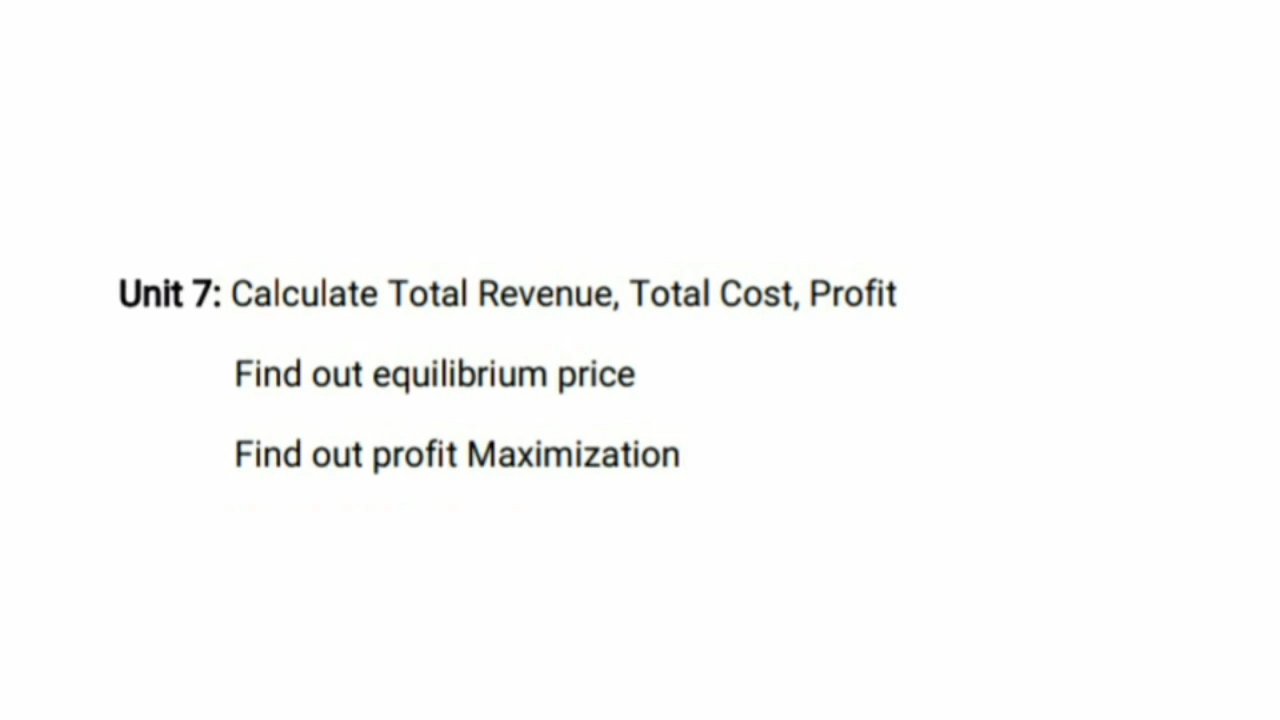 Unit 7: Calculate Total Revenue, Total Cost, Profit
Find out equilibrium price
Find out profit Maximization